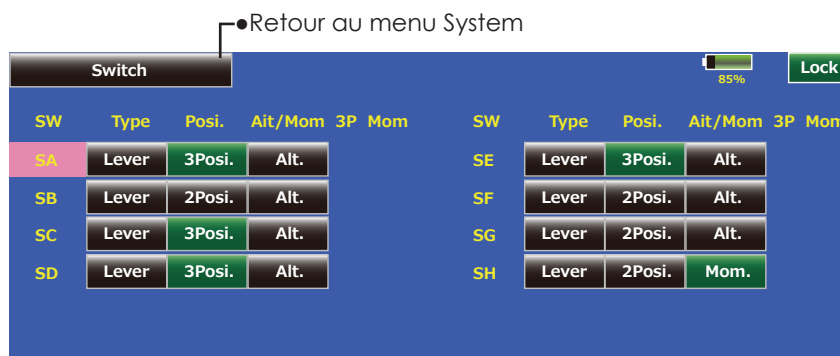 ●Retour au menu System
Switch 85% Lock
SW Type Posi. Ait/Mom 3P Mom SW Type Posi. Ait/Mom 3P Mom
SA Lever 3Posi. Alt. SE Lever 3Posi. Alt.
SB Lever 2Posi. Alt. SF Lever 2Posi. Alt.
SC Lever 3Posi. Alt. SG Lever 2Posi. Alt.
SD Lever 3Posi. Alt. SH Lever 2Posi. Mom.